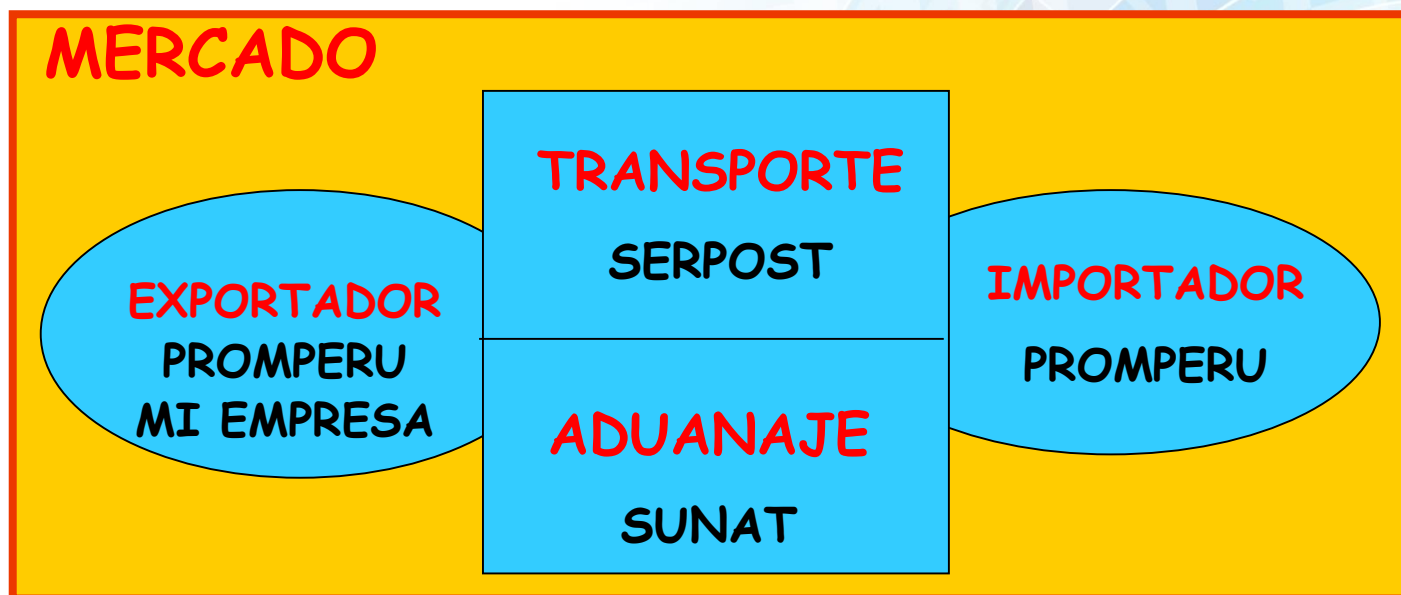 MERCADO
EXPORTADOR
PROMPERU
MI EMPRESA
TRANSPORTE
SERPOST
ADUANAJE
SUNAT
IMPORTADOR
PROMPERU